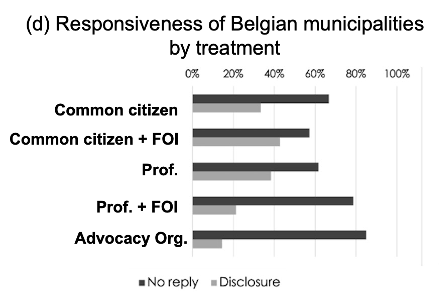 (d) Responsiveness of Belgian municipalities
by treatment
0% 20% 40% 60% 80% 100%
Common citizen
Common citizen + FOI
Prof.
Prof. + FOI
Advocacy Org.
No reply Disclosure